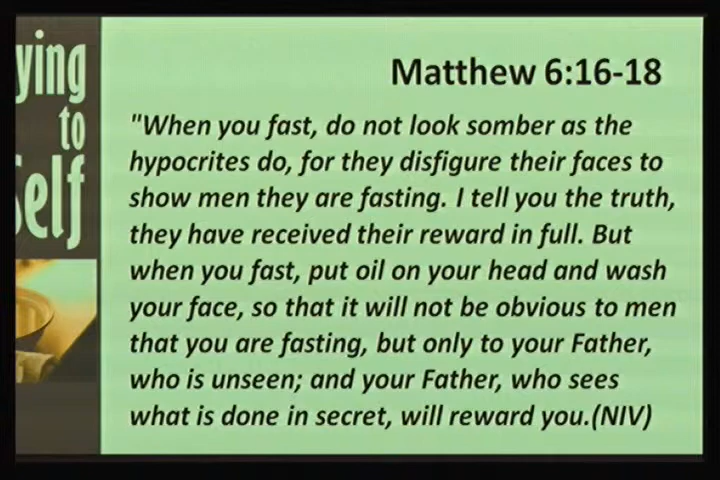 ying
to
Self
Matthew 6:16-18
"When you fast, do not look somber as the
hypocrites do, for they disfigure their faces to
show men they are fasting. I tell you the truth,
they have received their reward in full. But
when you fast, put oil on your head and wash
your face, so that it will not be obvious to men
that you are fasting, but only to your Father,
who is unseen; and your Father, who sees
what is done in secret, will reward you.(NIV)